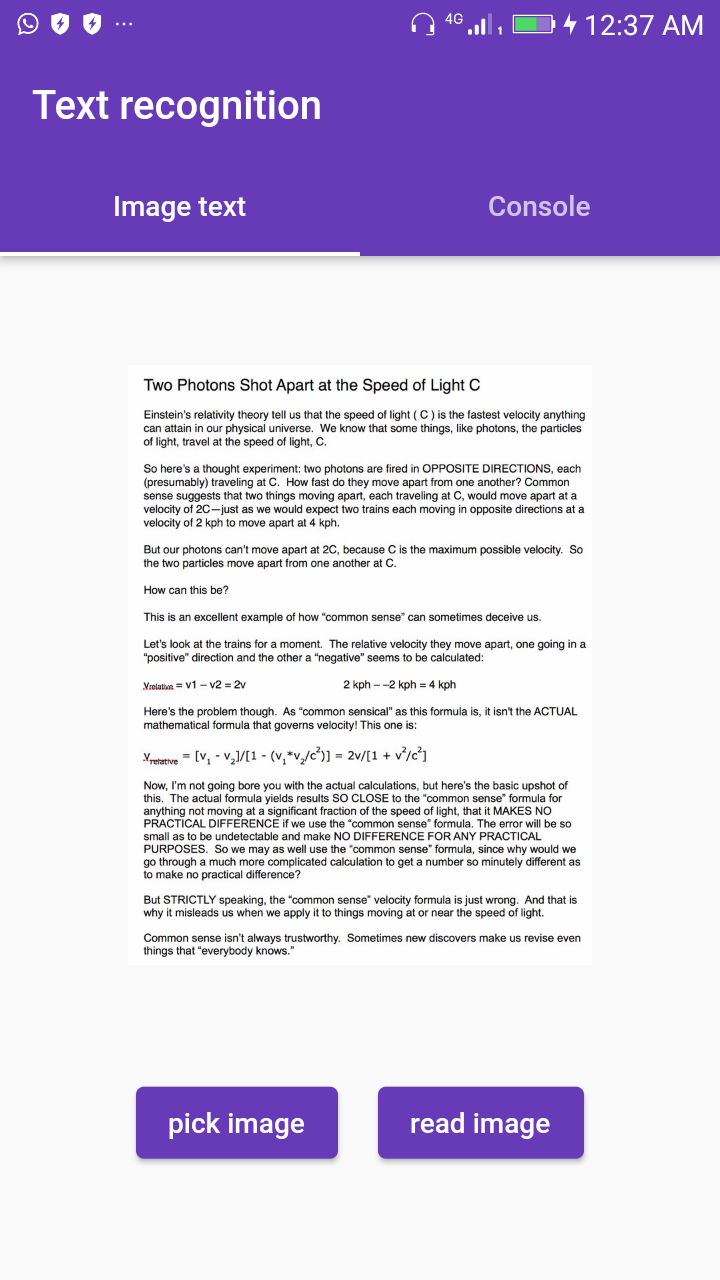 4G 1 12:37 AM
Text recognition
Image text Console
Two Photons Shot Apart at the Speed of Light C
Einstein's relativity theory tell us that the speed of light ( C ) is the fastest velocity anything
can attain in our physical universe.  We know that some things, like photons, the particles
of light, travel at the speed of light, C.
So here's a thought experiment: two photons are fired in OPPOSITE DIRECTIONS, each
(presumably) traveling at C.  How fast do they move apart from one another? Common
sense suggests that two things moving apart, each traveling at C, would move apart at a
velocity of 2C—just as we would expect two trains each moving in opposite directions at a
velocity of 2 kph to move apart at 4 kph.
But our photons can't move apart at 2C, because C is the maximum possible velocity.  So
the two particles move apart from one another at C.
How can this be?
This is an excellent example of how “common sense” can sometimes deceive us.
Let's look at the trains for a moment.  The relative velocity they move apart, one going in a
“positive” direction and the other a “negative” seems to be calculated:
vrelative = v1 – v2 = 2v 2 kph – –2 kph = 4 kph
Here's the problem though.  As “common sensical” as this formula is, it isn't the ACTUAL
mathematical formula that governs velocity! This one is:
vrelative = [v₁ - v₂]/[1 - (v₁*v₂/c²)] = 2v/[1 + v²/c²]
Now, I'm not going bore you with the actual calculations, but here's the basic upshot of
this.  The actual formula yields results SO CLOSE to the “common sense” formula for
anything not moving at a significant fraction of the speed of light, that it MAKES NO
PRACTICAL DIFFERENCE if we use the “common sense” formula. The error will be so
small as to be undetectable and make NO DIFFERENCE FOR ANY PRACTICAL
PURPOSES.  So we may as well use the “common sense” formula, since why would we
go through a much more complicated calculation to get a number so minutely different as
to make no practical difference?
But STRICTLY speaking, the “common sense” velocity formula is just wrong.  And that is
why it misleads us when we apply it to things moving at or near the speed of light.
Common sense isn't always trustworthy.  Sometimes new discovers make us revise even
things that “everybody knows.”
pick image read image